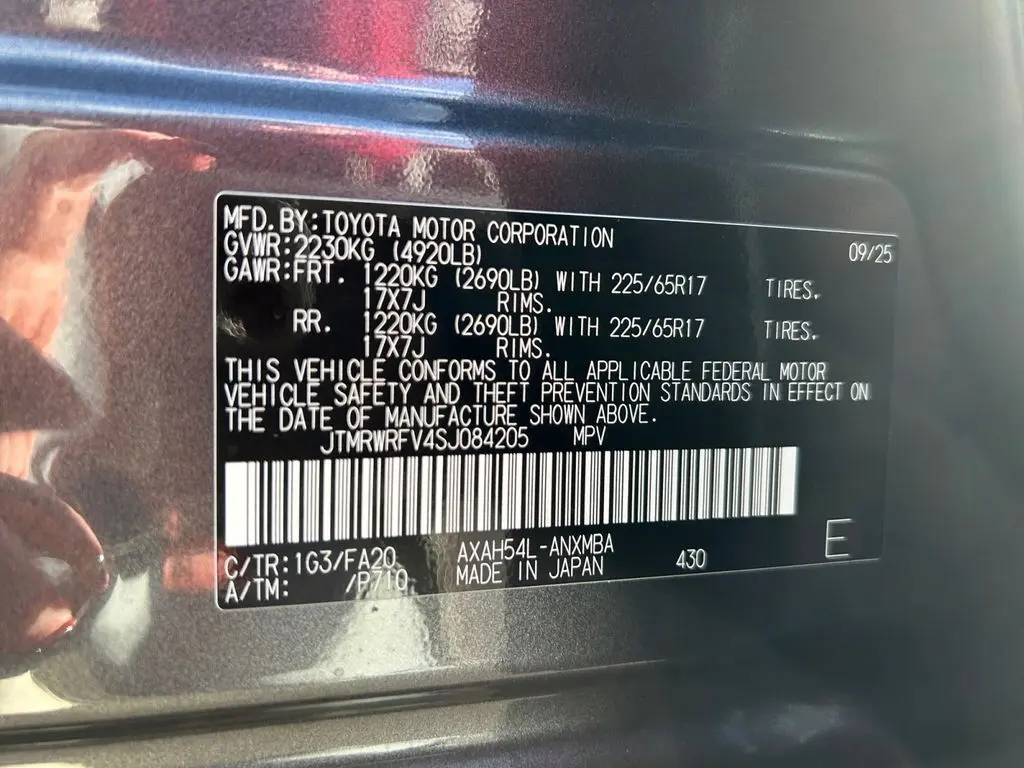 MFD.BY:TOYOTA MOTOR CORPORATION 09/25
GVWR:2230KG (4920LB)
GAWR:FRT. 1220KG (2690LB) WITH 225/65R17 TIRES.
17X7J RIMS.
RR. 1220KG (2690LB) WITH 225/65R17 TIRES.
17X7J RIMS.
THIS VEHICLE CONFORMS TO ALL APPLICABLE FEDERAL MOTOR
VEHICLE SAFETY AND THEFT PREVENTION STANDARDS IN EFFECT ON
THE DATE OF MANUFACTURE SHOWN ABOVE.
JTMRWRFV4SJ084205 MPV
C/TR:1G3/FA20 AXAH54L-ANXMBA 430 E
A/TM: /P710 MADE IN JAPAN